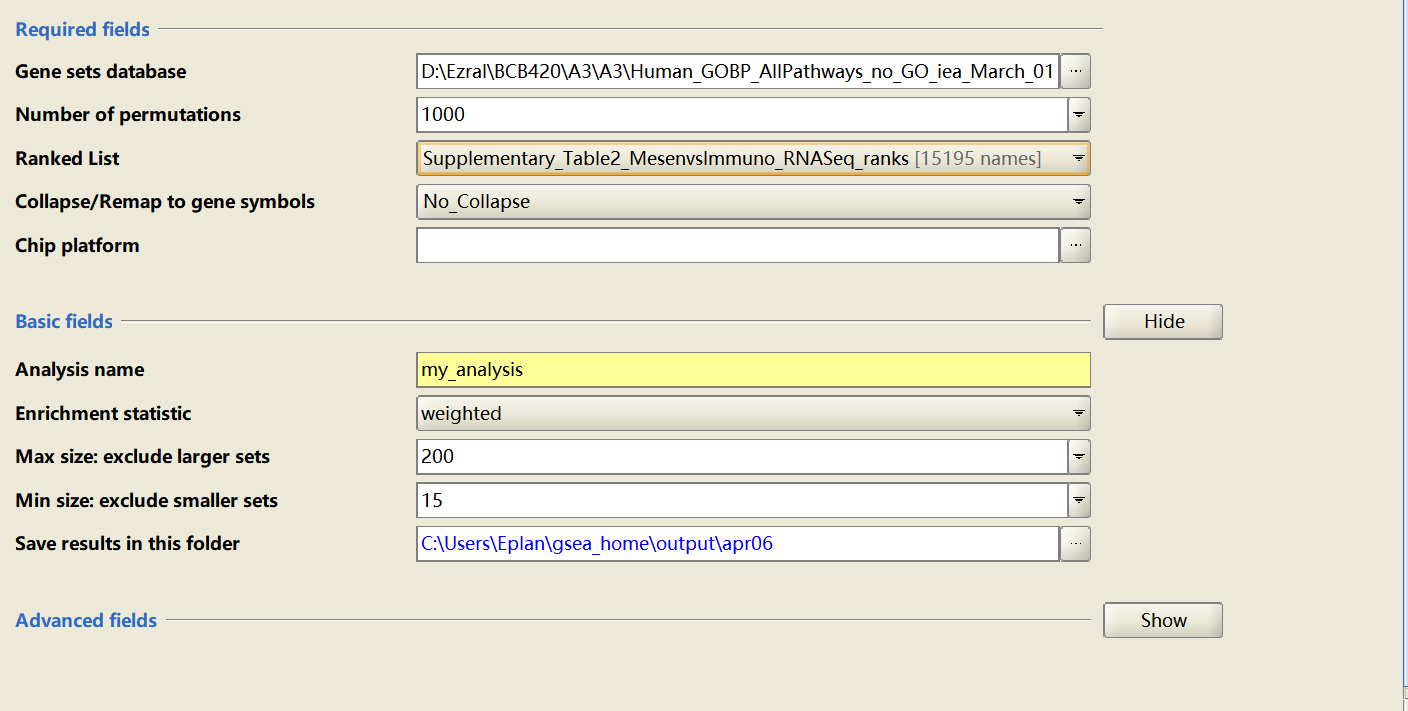 Required fields
Gene sets database D:\Ezral\BCB420\A3\A3\Human_GOBP_AllPathways_no_GO_iea_March_01 ...
Number of permutations 1000
Ranked List Supplementary_Table2_MesenvsImmuno_RNASeq_ranks [15195 names]
Collapse/Remap to gene symbols No_Collapse
Chip platform ...
Basic fields Hide
Analysis name my_analysis
Enrichment statistic weighted
Max size: exclude larger sets 200
Min size: exclude smaller sets 15
Save results in this folder C:\Users\Eplan\gsea_home\output\apr06 ...
Advanced fields Show